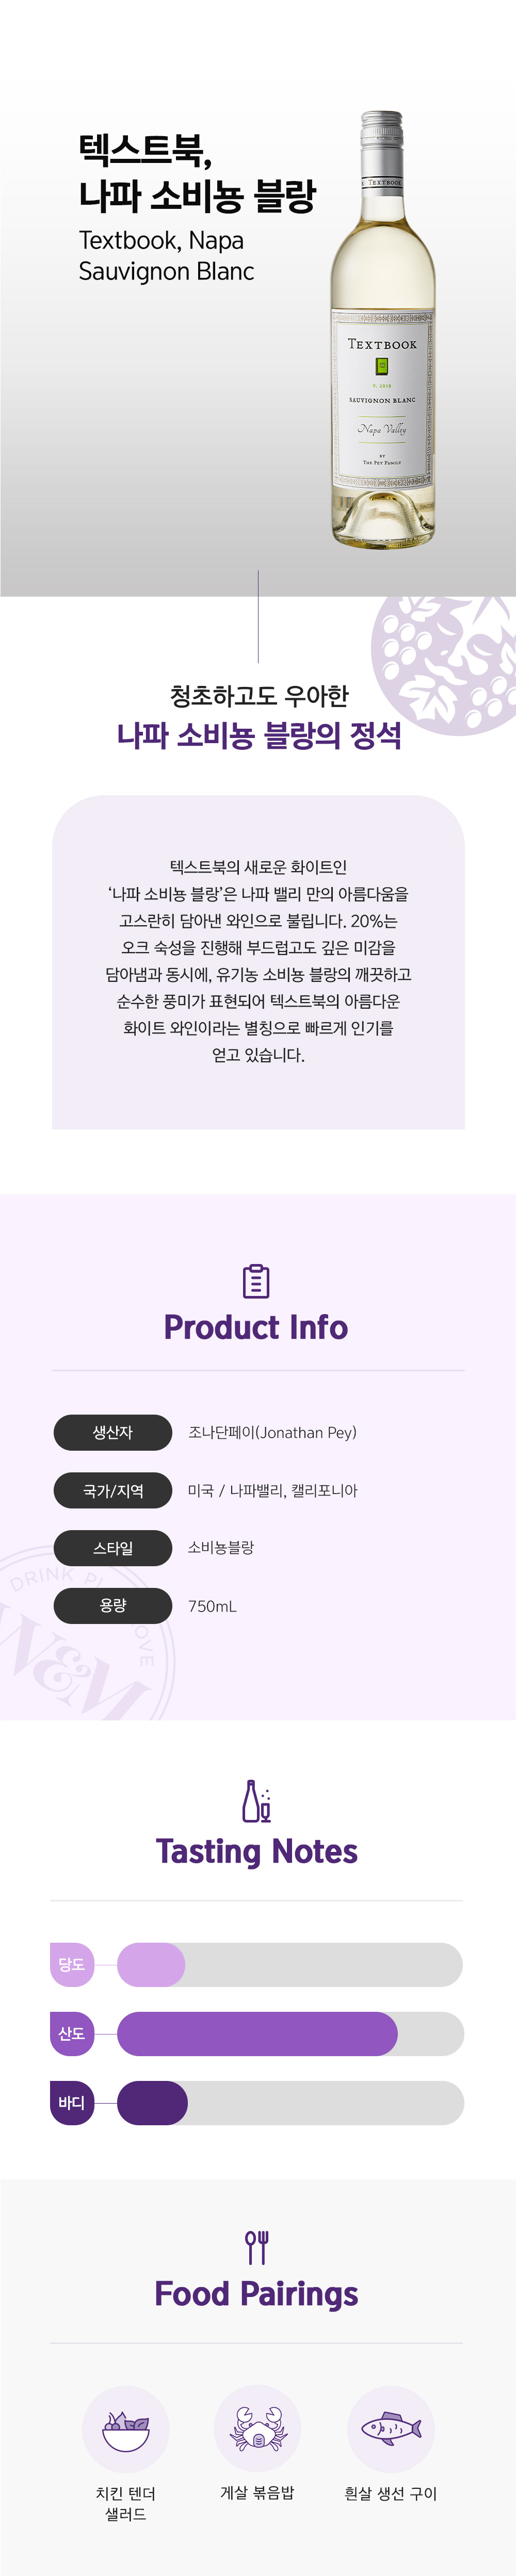 텍스트북,
나파 소비뇽 블랑
Textbook, Napa
Sauvignon Blanc
TEXTBOOK
TEXTBOOK
V. 2018
SAUVIGNON BLANC
Napa Valley
BY
THE PEY FAMILY
청초하고도 우아한
나파 소비뇽 블랑의 정석
텍스트북의 새로운 화이트인
‘나파 소비뇽 블랑’은 나파 밸리 만의 아름다움을
고스란히 담아낸 와인으로 불립니다. 20%는
오크 숙성을 진행해 부드럽고도 깊은 미감을
담아냄과 동시에, 유기농 소비뇽 블랑의 깨끗하고
순수한 풍미가 표현되어 텍스트북의 아름다운
화이트 와인이라는 별칭으로 빠르게 인기를
얻고 있습니다.
Product Info
생산자 조나단페이(Jonathan Pey)
국가/지역 미국 / 나파밸리, 캘리포니아
스타일 소비뇽블랑
용량 750mL
DRINK
W&M
Tasting Notes
당도
산도
바디
Food Pairings
치킨 텐더
샐러드
게살 볶음밥
흰살 생선 구이